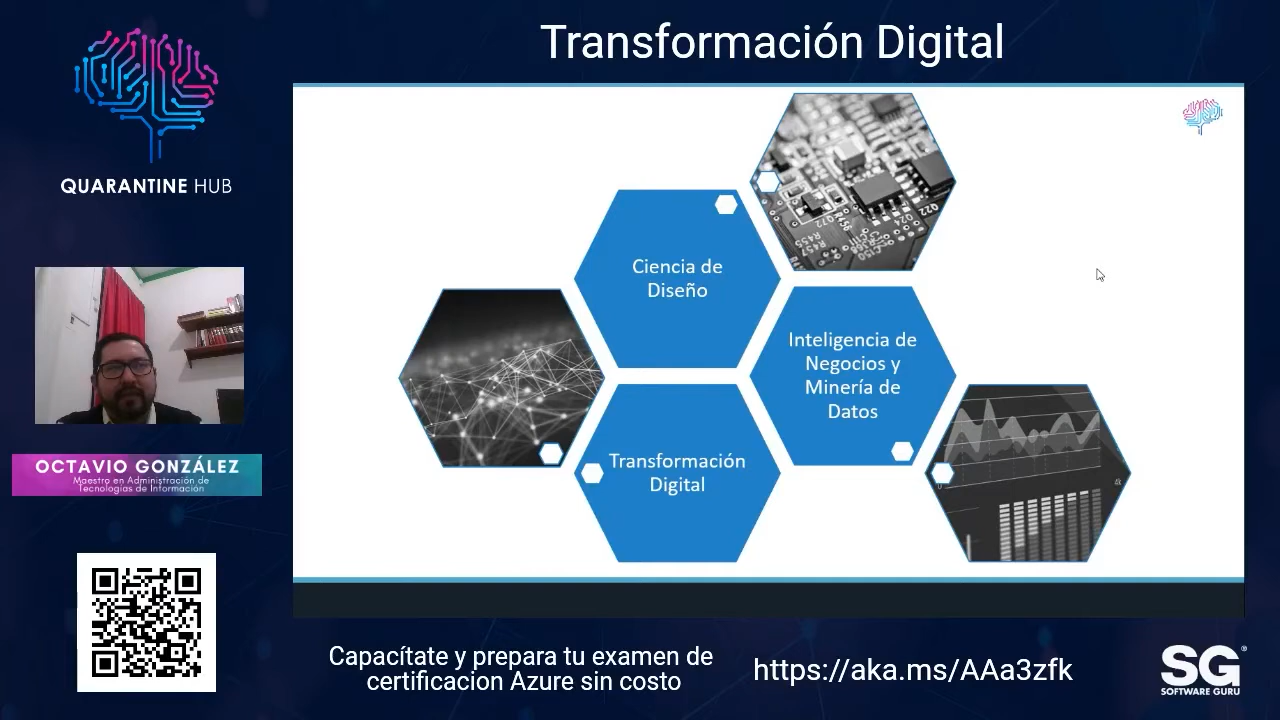 Transformación Digital
QUARANTINE HUB
Ciencia de
Diseño
Inteligencia de
Negocios y
Minería de
Datos
Transformación
Digital
OCTAVIO GONZÁLEZ
Maestro en Administración de
Tecnologías de Información
Capacítate y prepara tu examen de
certificacion Azure sin costo
https://aka.ms/AAa3zfk
SG®
SOFTWARE GURU